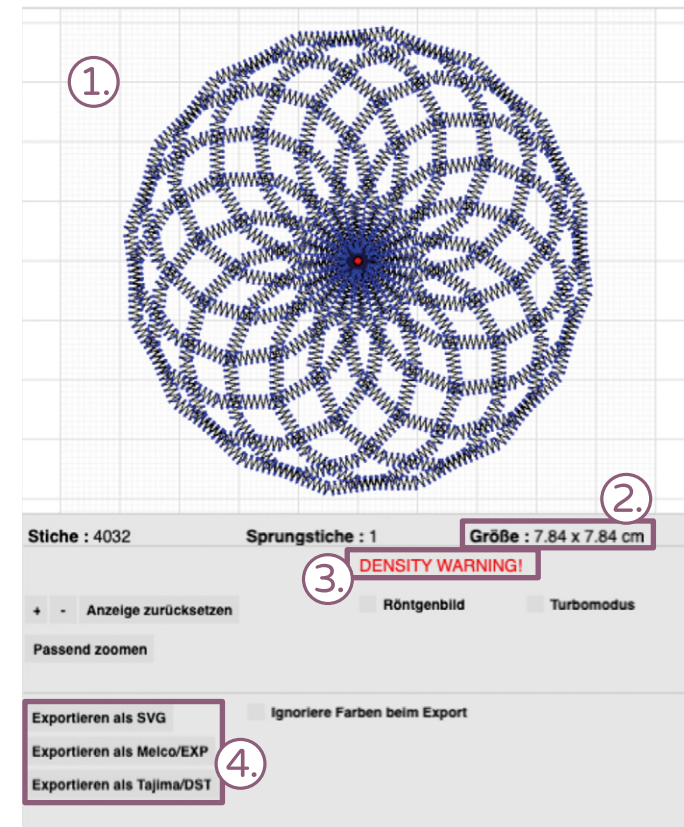 1.
2.
Stiche : 4032 Sprungstiche : 1 Größe : 7.84 x 7.84 cm
3.
DENSITY WARNING!
+ - Anzeige zurücksetzen Röntgenbild Turbomodus
Passend zoomen
Exportieren als SVG Ignoriere Farben beim Export
Exportieren als Melco/EXP
4.
Exportieren als Tajima/DST